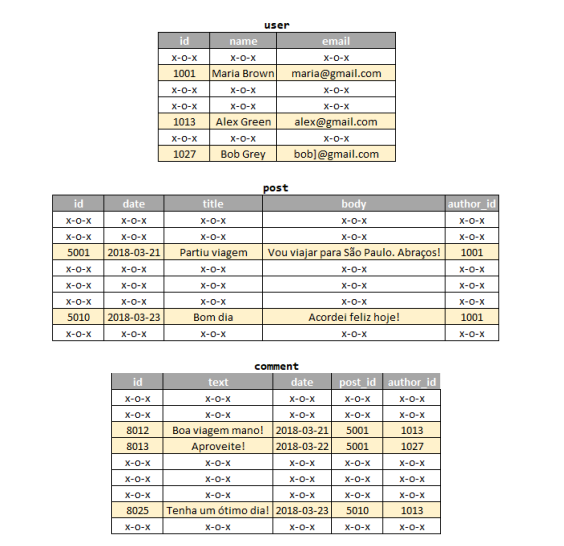 user
id name email
x-o-x x-o-x x-o-x
1001 Maria Brown maria@gmail.com
x-o-x x-o-x x-o-x
x-o-x x-o-x x-o-x
1013 Alex Green alex@gmail.com
x-o-x x-o-x x-o-x
1027 Bob Grey bob]@gmail.com
post
id date title body author_id
x-o-x x-o-x x-o-x x-o-x x-o-x
x-o-x x-o-x x-o-x x-o-x x-o-x
5001 2018-03-21 Partiu viagem Vou viajar para São Paulo. Abraços! 1001
x-o-x x-o-x x-o-x x-o-x x-o-x
x-o-x x-o-x x-o-x x-o-x x-o-x
x-o-x x-o-x x-o-x x-o-x x-o-x
5010 2018-03-23 Bom dia Acordei feliz hoje! 1001
x-o-x x-o-x x-o-x x-o-x x-o-x
comment
id text date post_id author_id
x-o-x x-o-x x-o-x x-o-x x-o-x
x-o-x x-o-x x-o-x x-o-x x-o-x
8012 Boa viagem mano! 2018-03-21 5001 1013
8013 Aproveite! 2018-03-22 5001 1027
x-o-x x-o-x x-o-x x-o-x x-o-x
x-o-x x-o-x x-o-x x-o-x x-o-x
x-o-x x-o-x x-o-x x-o-x x-o-x
8025 Tenha um ótimo dia! 2018-03-23 5010 1013
x-o-x x-o-x x-o-x x-o-x x-o-x